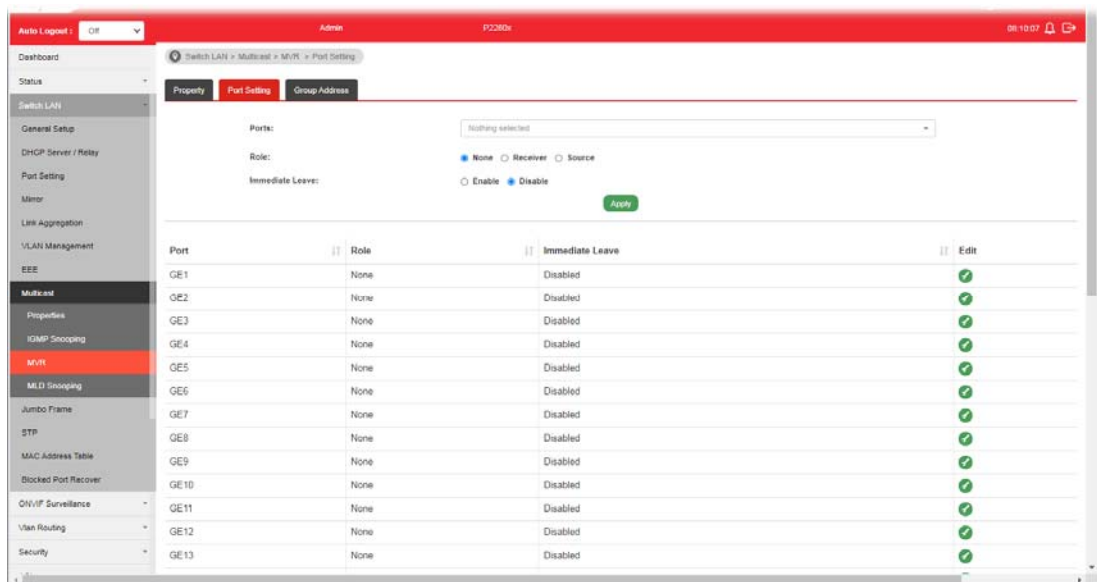 Auto Logout : Off Admin P2280x 06:10:07
Dashboard
Status
Switch LAN
General Setup
DHCP Server / Relay
Port Setting
Mirror
Link Aggregation
VLAN Management
EEE
Multicast
Properties
IGMP Snooping
MVR
MLD Snooping
Jumbo Frame
STP
MAC Address Table
Blocked Port Recover
ONVIF Surveillance
Vlan Routing
Security
Switch LAN > Multicast > MVR > Port Setting
Property Port Setting Group Address
Ports: Nothing selected
Role: None Receiver Source
Immediate Leave: Enable Disable
Apply
Port Role Immediate Leave Edit
GE1 None Disabled
GE2 None Disabled
GE3 None Disabled
GE4 None Disabled
GE5 None Disabled
GE6 None Disabled
GE7 None Disabled
GE8 None Disabled
GE9 None Disabled
GE10 None Disabled
GE11 None Disabled
GE12 None Disabled
GE13 None Disabled